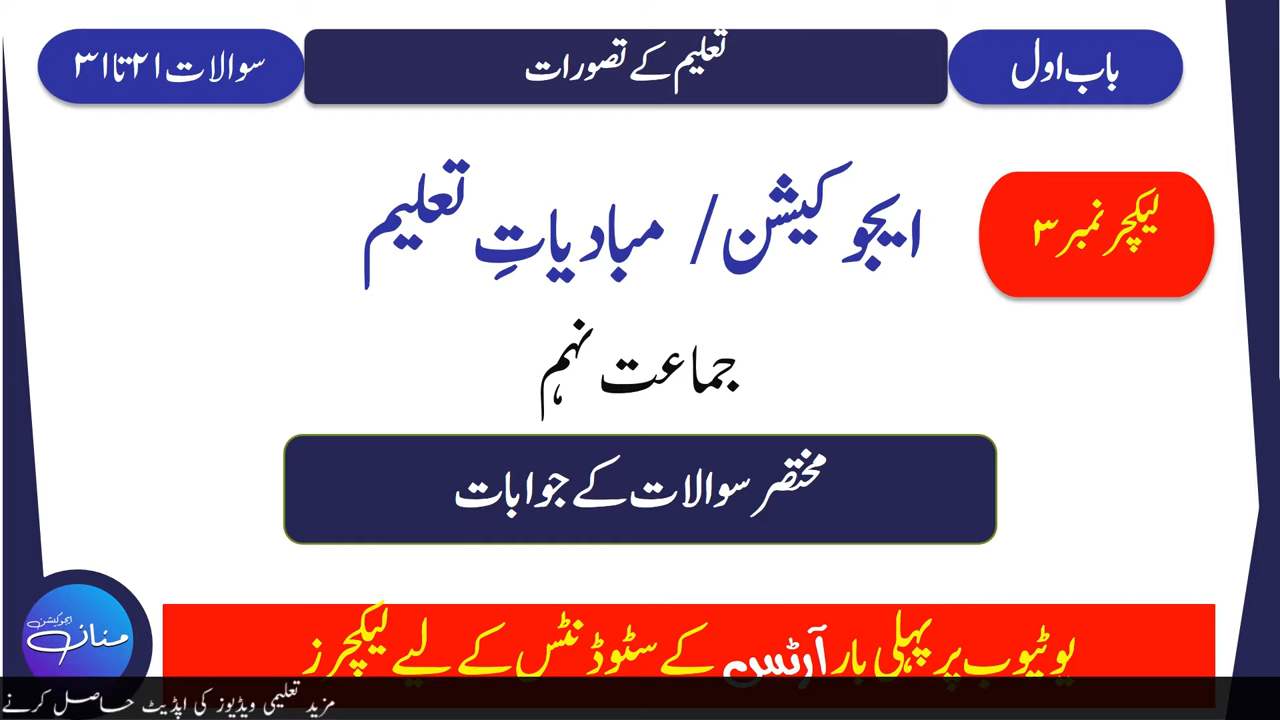 باب اول
تعلیم کے تصورات
سوالات ۲۱ تا ۳۱
لیکچر نمبر ۳
ایجوکیشن / مبادیاتِ تعلیم
جماعت نہم
مختصر سوالات کے جوابات
یوٹیوب پر پہلی بار آرٹس کے سٹوڈنٹس کے لیے لیکچرز
منان ایجوکیشن
مزید تعلیمی ویڈیوز کی اپڈیٹ حاصل کرنے